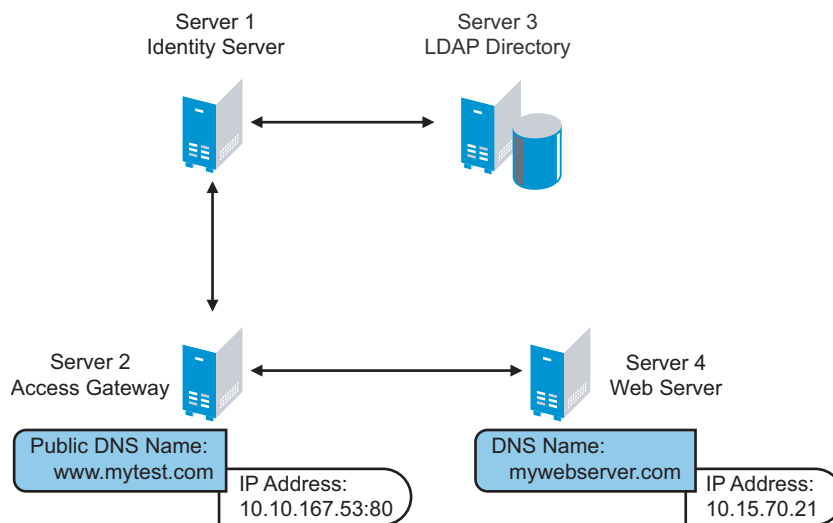 Server 1
Identity Server
Server 3
LDAP Directory
Server 2
Access Gateway
Server 4
Web Server
Public DNS Name:
www.mytest.com
IP Address:
10.10.167.53:80
DNS Name:
mywebserver.com
IP Address:
10.15.70.21